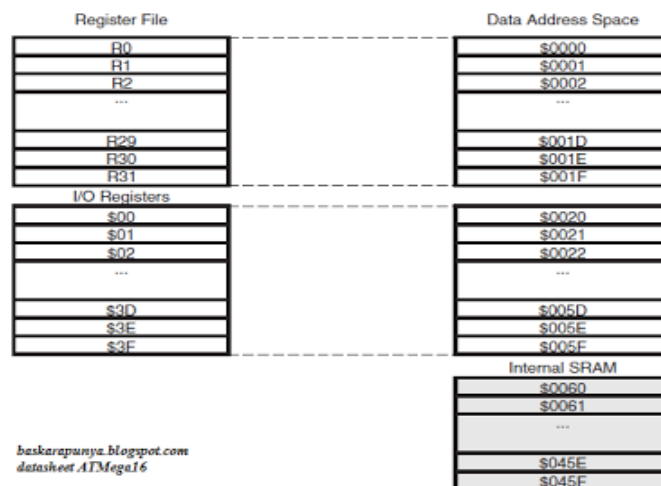 Register File
R0
R1
R2
...
R29
R30
R31
I/O Registers
$00
$01
$02
...
$3D
$3E
$3F
Data Address Space
$0000
$0001
$0002
...
$001D
$001E
$001F
$0020
$0021
$0022
...
$005D
$005E
$005F
Internal SRAM
$0060
$0061
...
$045E
$045F
baskarapunya.blogspot.com
datasheet ATMega16